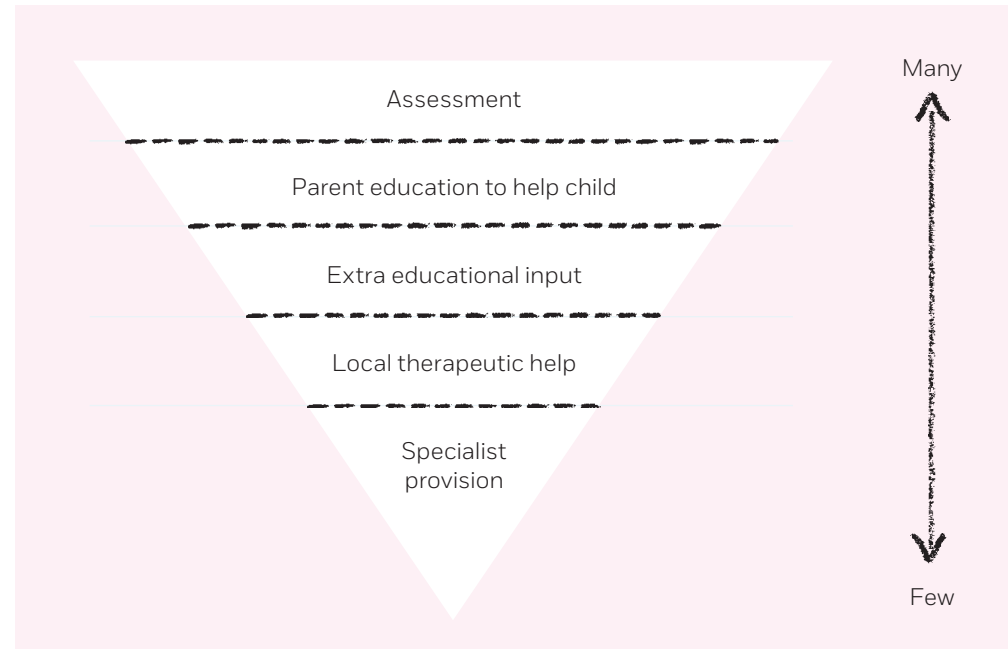 Many
Assessment
Parent education to help child
Extra educational input
Local therapeutic help
Specialist
provision
Few